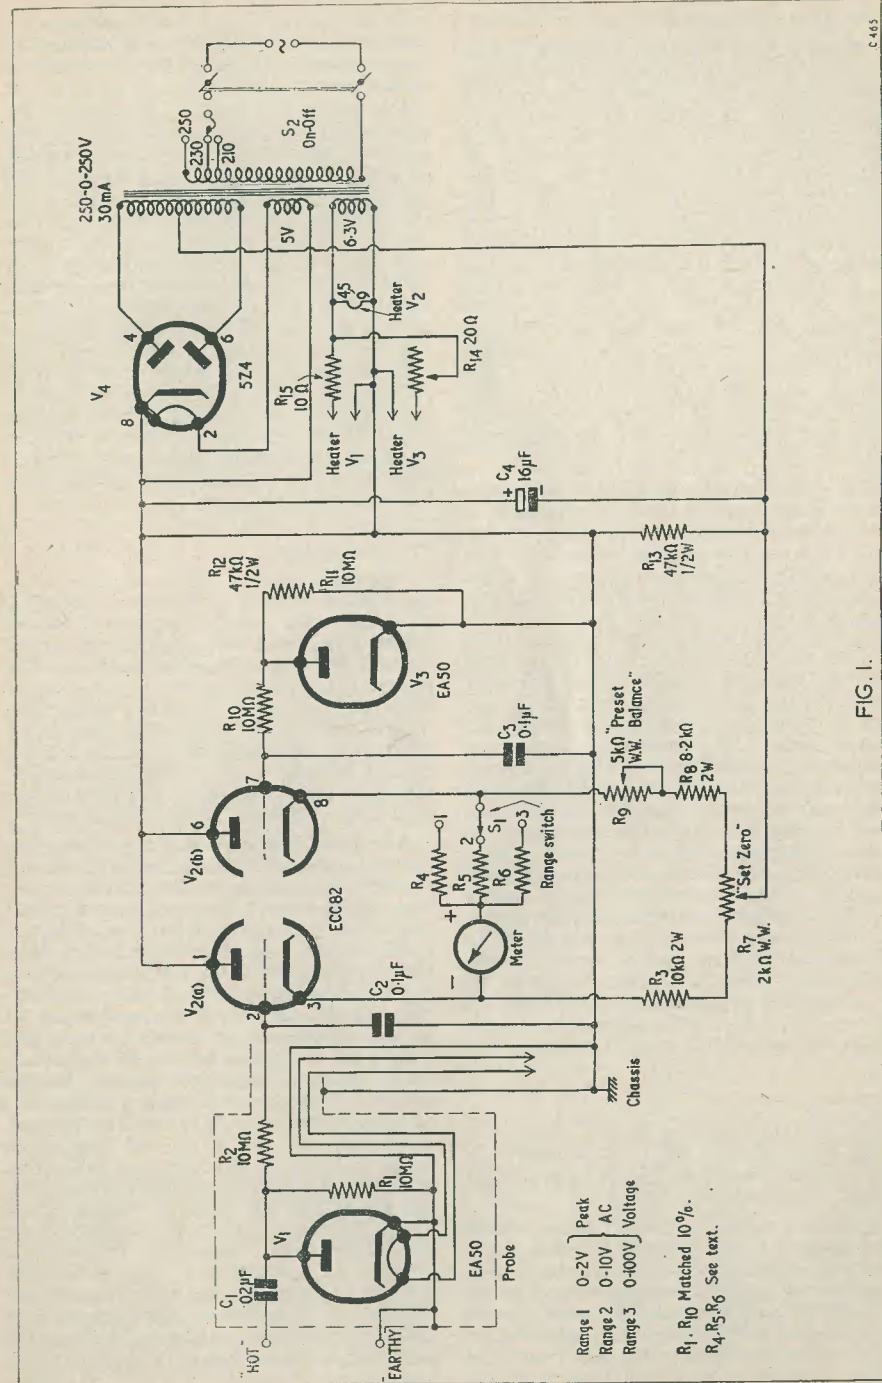 C465
250-0-250V
30mA
250
230
210
S2
On-Off
5V
6·3V
V4
4
6
8
2
5Z4
R15
10Ω
45
9
Heater
V2
R14 20Ω
Heater
V1
Heater
V3
+
C4
16μF
-
R12
47kΩ
1/2W
R11
10MΩ
R10
10MΩ
V3
EA50
R13
47kΩ
1/2W
C3
0·1μF
V2(b)
6
7
8
V2(a)
1
2
3
ECC82
C2
0·1μF
R4
1
R5
2
S1
R6
3
Range switch
+
-
Meter
R9
5kΩ "Preset
W.W. Balance"
R8 8·2kΩ
2W
R3
10kΩ 2W
R7
2kΩ W.W.
"Set Zero"
Chassis
R2
10MΩ
R1
10MΩ
V1
C1
·02μF
EA50
Probe
"HOT"
"EARTHY"
Range 1 0-2V Peak
Range 2 0-10V AC
Range 3 0-100V Voltage
R1. R10 Matched 10%.
R4.R5.R6 See text.
FIG. 1.